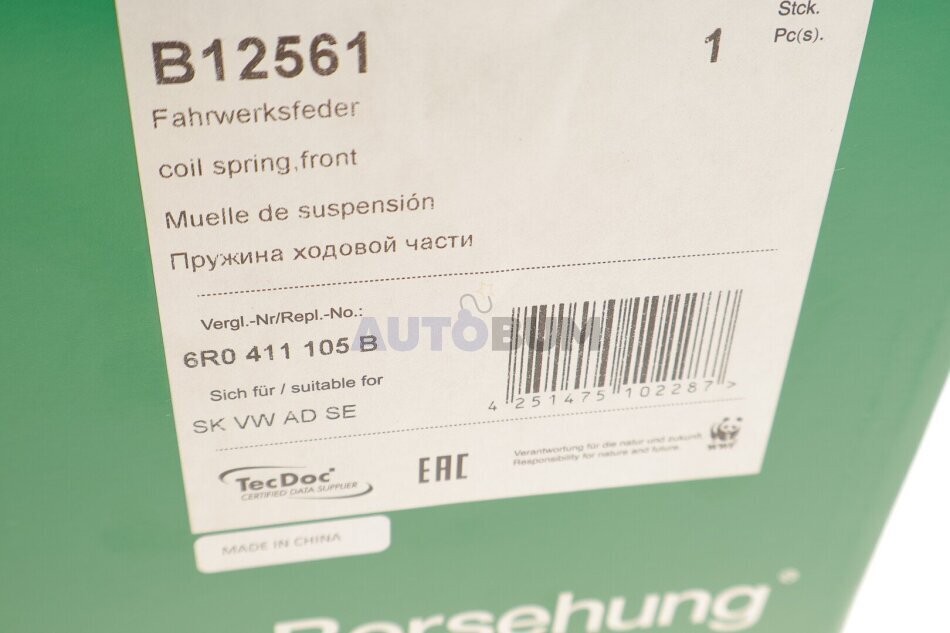 B12561
1
Stck.
Pc(s).
Fahrwerksfeder
coil spring,front
Muelle de suspensión
Пружина ходовой части
Vergl.-Nr/Repl.-No.:
6R0 411 105 B
AUTOBUM
Sich für / suitable for
SK VW AD SE
4 251475 102287 >
TecDoc
CERTIFIED DATA SUPPLIER
EAC
Verantwortung für die natur und zukunft.
Responsibility for nature and future.
WWF
MADE IN CHINA
Borsehung®